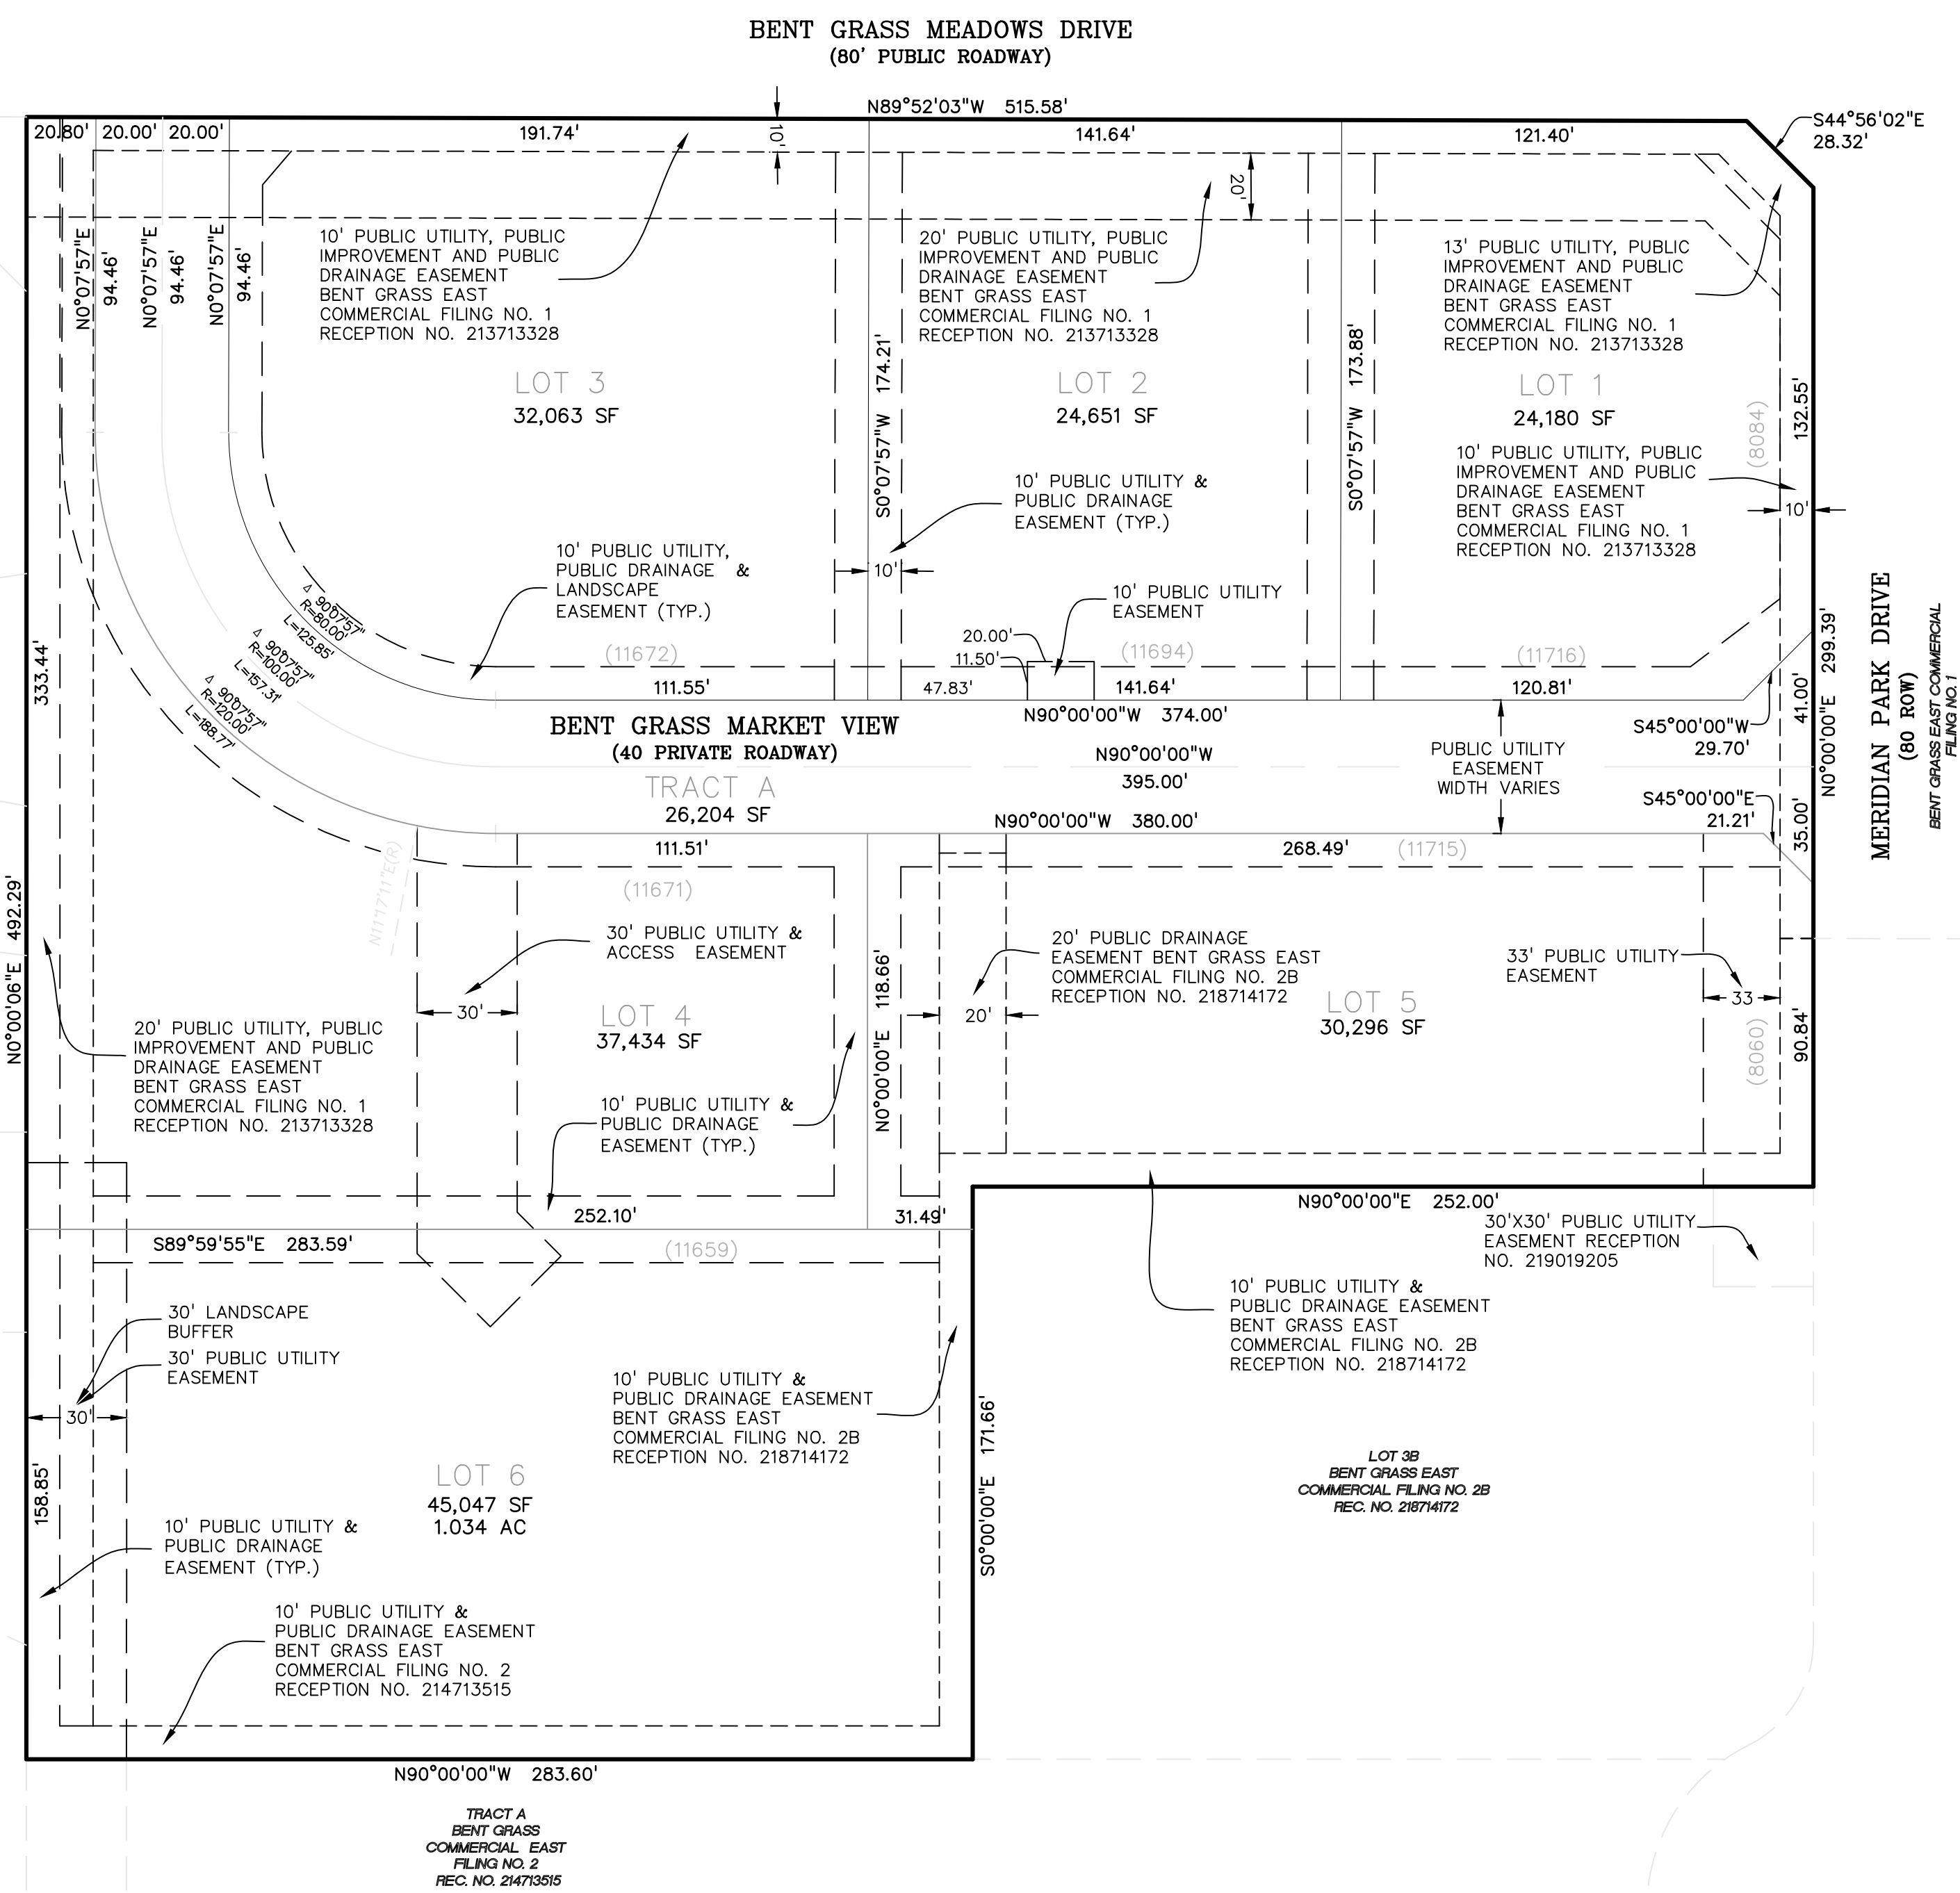 BENT GRASS MEADOWS DRIVE
(80' PUBLIC ROADWAY)
N89°52'03"W 515.58'
S44°56'02"E
28.32'
20.80'
20.00'
20.00'
191.74'
10'
141.64'
121.40'
20'
N0°07'57"E
94.46'
N0°07'57"E
94.46'
N0°07'57"E
94.46'
10' PUBLIC UTILITY, PUBLIC
IMPROVEMENT AND PUBLIC
DRAINAGE EASEMENT
BENT GRASS EAST
COMMERCIAL FILING NO. 1
RECEPTION NO. 213713328
20' PUBLIC UTILITY, PUBLIC
IMPROVEMENT AND PUBLIC
DRAINAGE EASEMENT
BENT GRASS EAST
COMMERCIAL FILING NO. 1
RECEPTION NO. 213713328
13' PUBLIC UTILITY, PUBLIC
IMPROVEMENT AND PUBLIC
DRAINAGE EASEMENT
BENT GRASS EAST
COMMERCIAL FILING NO. 1
RECEPTION NO. 213713328
LOT 3
32,063 SF
S0°07'57"W 174.21'
LOT 2
24,651 SF
S0°07'57"W 173.88'
LOT 1
24,180 SF
(8084)
132.55'
10' PUBLIC UTILITY, PUBLIC
IMPROVEMENT AND PUBLIC
DRAINAGE EASEMENT
BENT GRASS EAST
COMMERCIAL FILING NO. 1
RECEPTION NO. 213713328
10'
10' PUBLIC UTILITY &
PUBLIC DRAINAGE
EASEMENT (TYP.)
10' PUBLIC UTILITY,
PUBLIC DRAINAGE &
LANDSCAPE
EASEMENT (TYP.)
10'
10' PUBLIC UTILITY
EASEMENT
20.00'
11.50'
Δ 90°07'57"
R=80.00'
L=125.85'
Δ 90°07'57"
R=100.00'
L=157.31'
Δ 90°07'57"
R=120.00'
L=188.77'
333.44'
(11672)
(11694)
(11716)
111.55'
47.83'
141.64'
120.81'
N90°00'00"W 374.00'
BENT GRASS MARKET VIEW
(40 PRIVATE ROADWAY)
N90°00'00"W
395.00'
TRACT A
26,204 SF
PUBLIC UTILITY
EASEMENT
WIDTH VARIES
S45°00'00"W
29.70'
41.00'
N0°00'00"E 299.39'
MERIDIAN PARK DRIVE
(80 ROW)
BENT GRASS EAST COMMERCIAL
FILING NO. 1
S45°00'00"E
21.21'
35.00'
N90°00'00"W 380.00'
111.51'
268.49'
(11715)
(11671)
N11°17'11"E(R)
N0°00'06"E 492.29'
30' PUBLIC UTILITY &
ACCESS EASEMENT
30'
LOT 4
37,434 SF
N0°00'00"E 118.66'
20' PUBLIC DRAINAGE
EASEMENT BENT GRASS EAST
COMMERCIAL FILING NO. 2B
RECEPTION NO. 218714172
20'
LOT 5
30,296 SF
33' PUBLIC UTILITY
EASEMENT
33
(8060)
90.84'
20' PUBLIC UTILITY, PUBLIC
IMPROVEMENT AND PUBLIC
DRAINAGE EASEMENT
BENT GRASS EAST
COMMERCIAL FILING NO. 1
RECEPTION NO. 213713328
10' PUBLIC UTILITY &
PUBLIC DRAINAGE
EASEMENT (TYP.)
252.10'
31.49'
N90°00'00"E 252.00'
S89°59'55"E 283.59'
(11659)
30'X30' PUBLIC UTILITY
EASEMENT RECEPTION
NO. 219019205
10' PUBLIC UTILITY &
PUBLIC DRAINAGE EASEMENT
BENT GRASS EAST
COMMERCIAL FILING NO. 2B
RECEPTION NO. 218714172
30' LANDSCAPE
BUFFER
30' PUBLIC UTILITY
EASEMENT
30'
10' PUBLIC UTILITY &
PUBLIC DRAINAGE EASEMENT
BENT GRASS EAST
COMMERCIAL FILING NO. 2B
RECEPTION NO. 218714172
S0°00'00"E 171.66'
LOT 3B
BENT GRASS EAST
COMMERCIAL FILING NO. 2B
REC. NO. 218714172
158.85'
LOT 6
45,047 SF
1.034 AC
10' PUBLIC UTILITY &
PUBLIC DRAINAGE
EASEMENT (TYP.)
10' PUBLIC UTILITY &
PUBLIC DRAINAGE EASEMENT
BENT GRASS EAST
COMMERCIAL FILING NO. 2
RECEPTION NO. 214713515
N90°00'00"W 283.60'
TRACT A
BENT GRASS
COMMERCIAL EAST
FILING NO. 2
REC. NO. 214713515